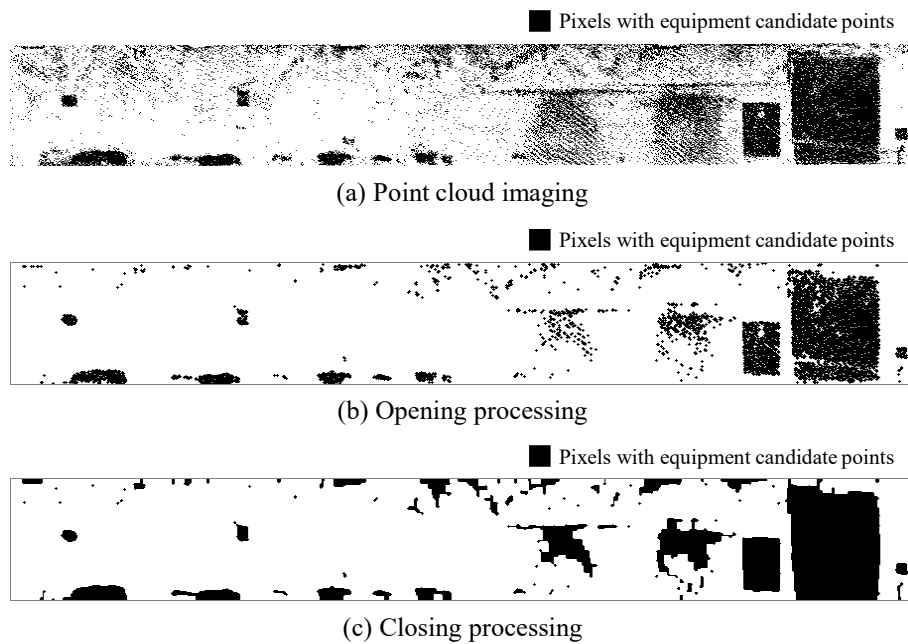 Pixels with equipment candidate points
(a) Point cloud imaging
Pixels with equipment candidate points
(b) Opening processing
Pixels with equipment candidate points
(c) Closing processing